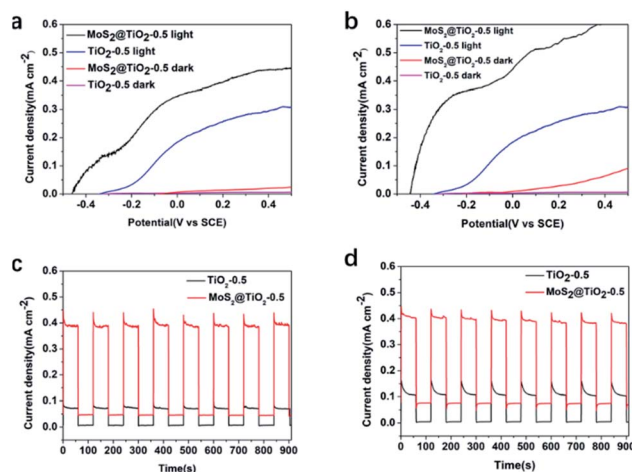 a
MoS2@TiO2-0.5 light
TiO2-0.5 light
MoS2@TiO2-0.5 dark
TiO2-0.5 dark
Current density(mA cm-2)
0.6
0.5
0.4
0.3
0.2
0.1
0.0
-0.4 -0.2 0.0 0.2 0.4
Potential(V vs SCE)
b
MoS2@TiO2-0.5 light
TiO2-0.5 light
MoS2@TiO2-0.5 dark
TiO2-0.5 dark
Current density(mA cm-2)
0.6
0.5
0.4
0.3
0.2
0.1
0.0
-0.4 -0.2 0.0 0.2 0.4
Potential(V vs SCE)
c
TiO2-0.5
MoS2@TiO2-0.5
Current density(mA cm-2)
0.6
0.5
0.4
0.3
0.2
0.1
0.0
0 100 200 300 400 500 600 700 800 900
Time(s)
d
TiO2-0.5
MoS2@TiO2-0.5
Current density(mA cm-2)
0.6
0.5
0.4
0.3
0.2
0.1
0.0
0 100 200 300 400 500 600 700 800 900
Time(s)